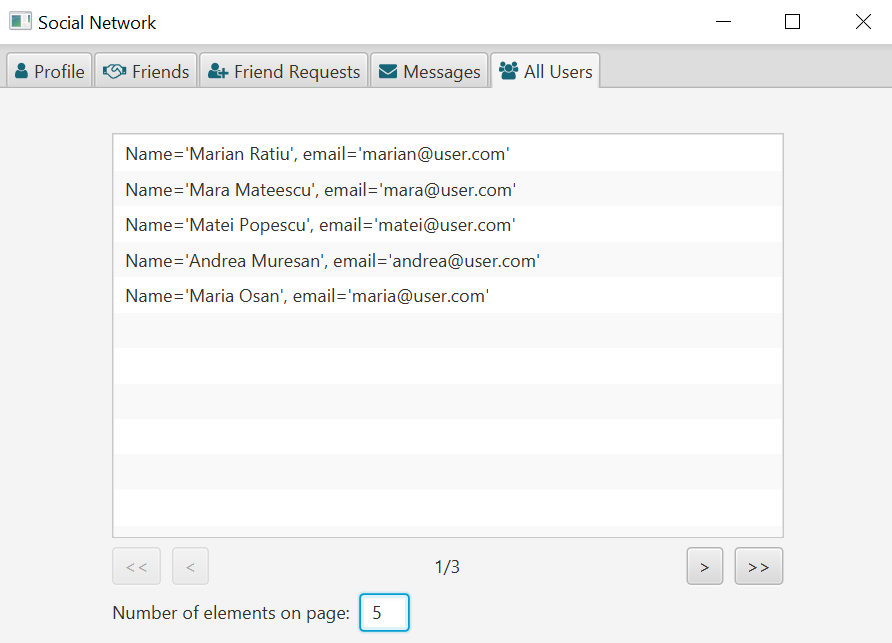 Social Network
Profile Friends Friend Requests Messages All Users
Name='Marian Ratiu', email='marian@user.com'
Name='Mara Mateescu', email='mara@user.com'
Name='Matei Popescu', email='matei@user.com'
Name='Andrea Muresan', email='andrea@user.com'
Name='Maria Osan', email='maria@user.com'
<< < 1/3 > >>
Number of elements on page: 5